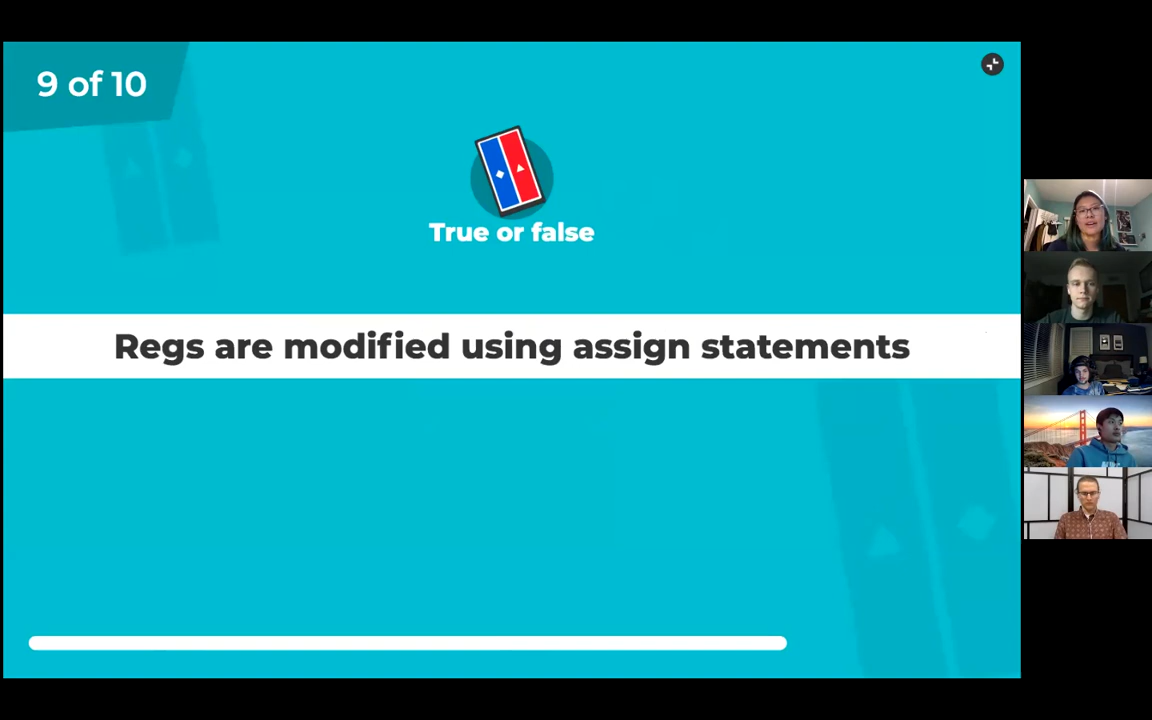 9 of 10
True or false
Regs are modified using assign statements